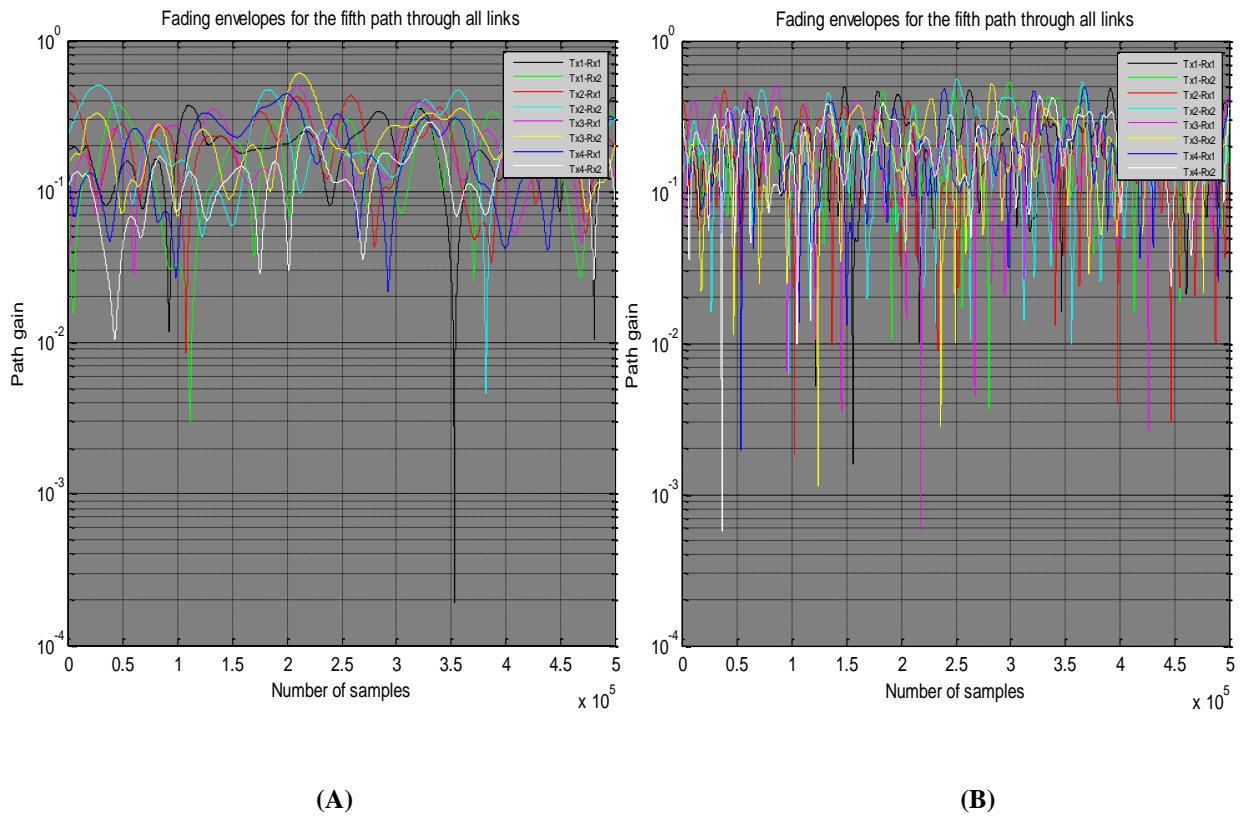 Fading envelopes for the fifth path through all links
10^0
10^-1
10^-2
10^-3
10^-4
Path gain
Tx1-Rx1
Tx1-Rx2
Tx2-Rx1
Tx2-Rx2
Tx3-Rx1
Tx3-Rx2
Tx4-Rx1
Tx4-Rx2
0 0.5 1 1.5 2 2.5 3 3.5 4 4.5 5
Number of samples
x 10^5
(A)
Fading envelopes for the fifth path through all links
10^0
10^-1
10^-2
10^-3
10^-4
Path gain
Tx1-Rx1
Tx1-Rx2
Tx2-Rx1
Tx2-Rx2
Tx3-Rx1
Tx3-Rx2
Tx4-Rx1
Tx4-Rx2
0 0.5 1 1.5 2 2.5 3 3.5 4 4.5 5
Number of samples
x 10^5
(B)